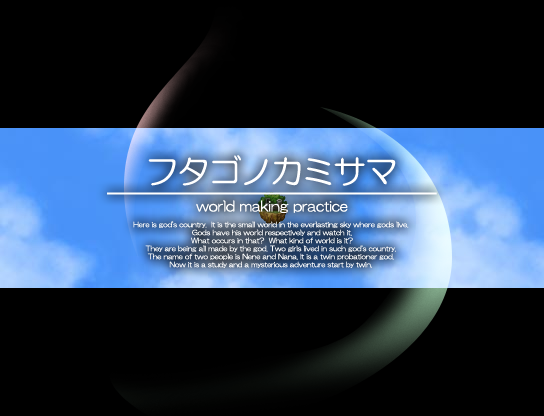 フタゴノカミサマ
world making practice
Here is god's country. It is the small world in the everlasting sky where gods live.
Gods have his world respectively and watch it.
What occurs in that? What kind of world is it?
They are being all made by the god. Two girls lived in such god's country.
The name of two people is Nene and Nana. It is a twin probationer god.
Now it is a study and a mysterious adventure start by twin.